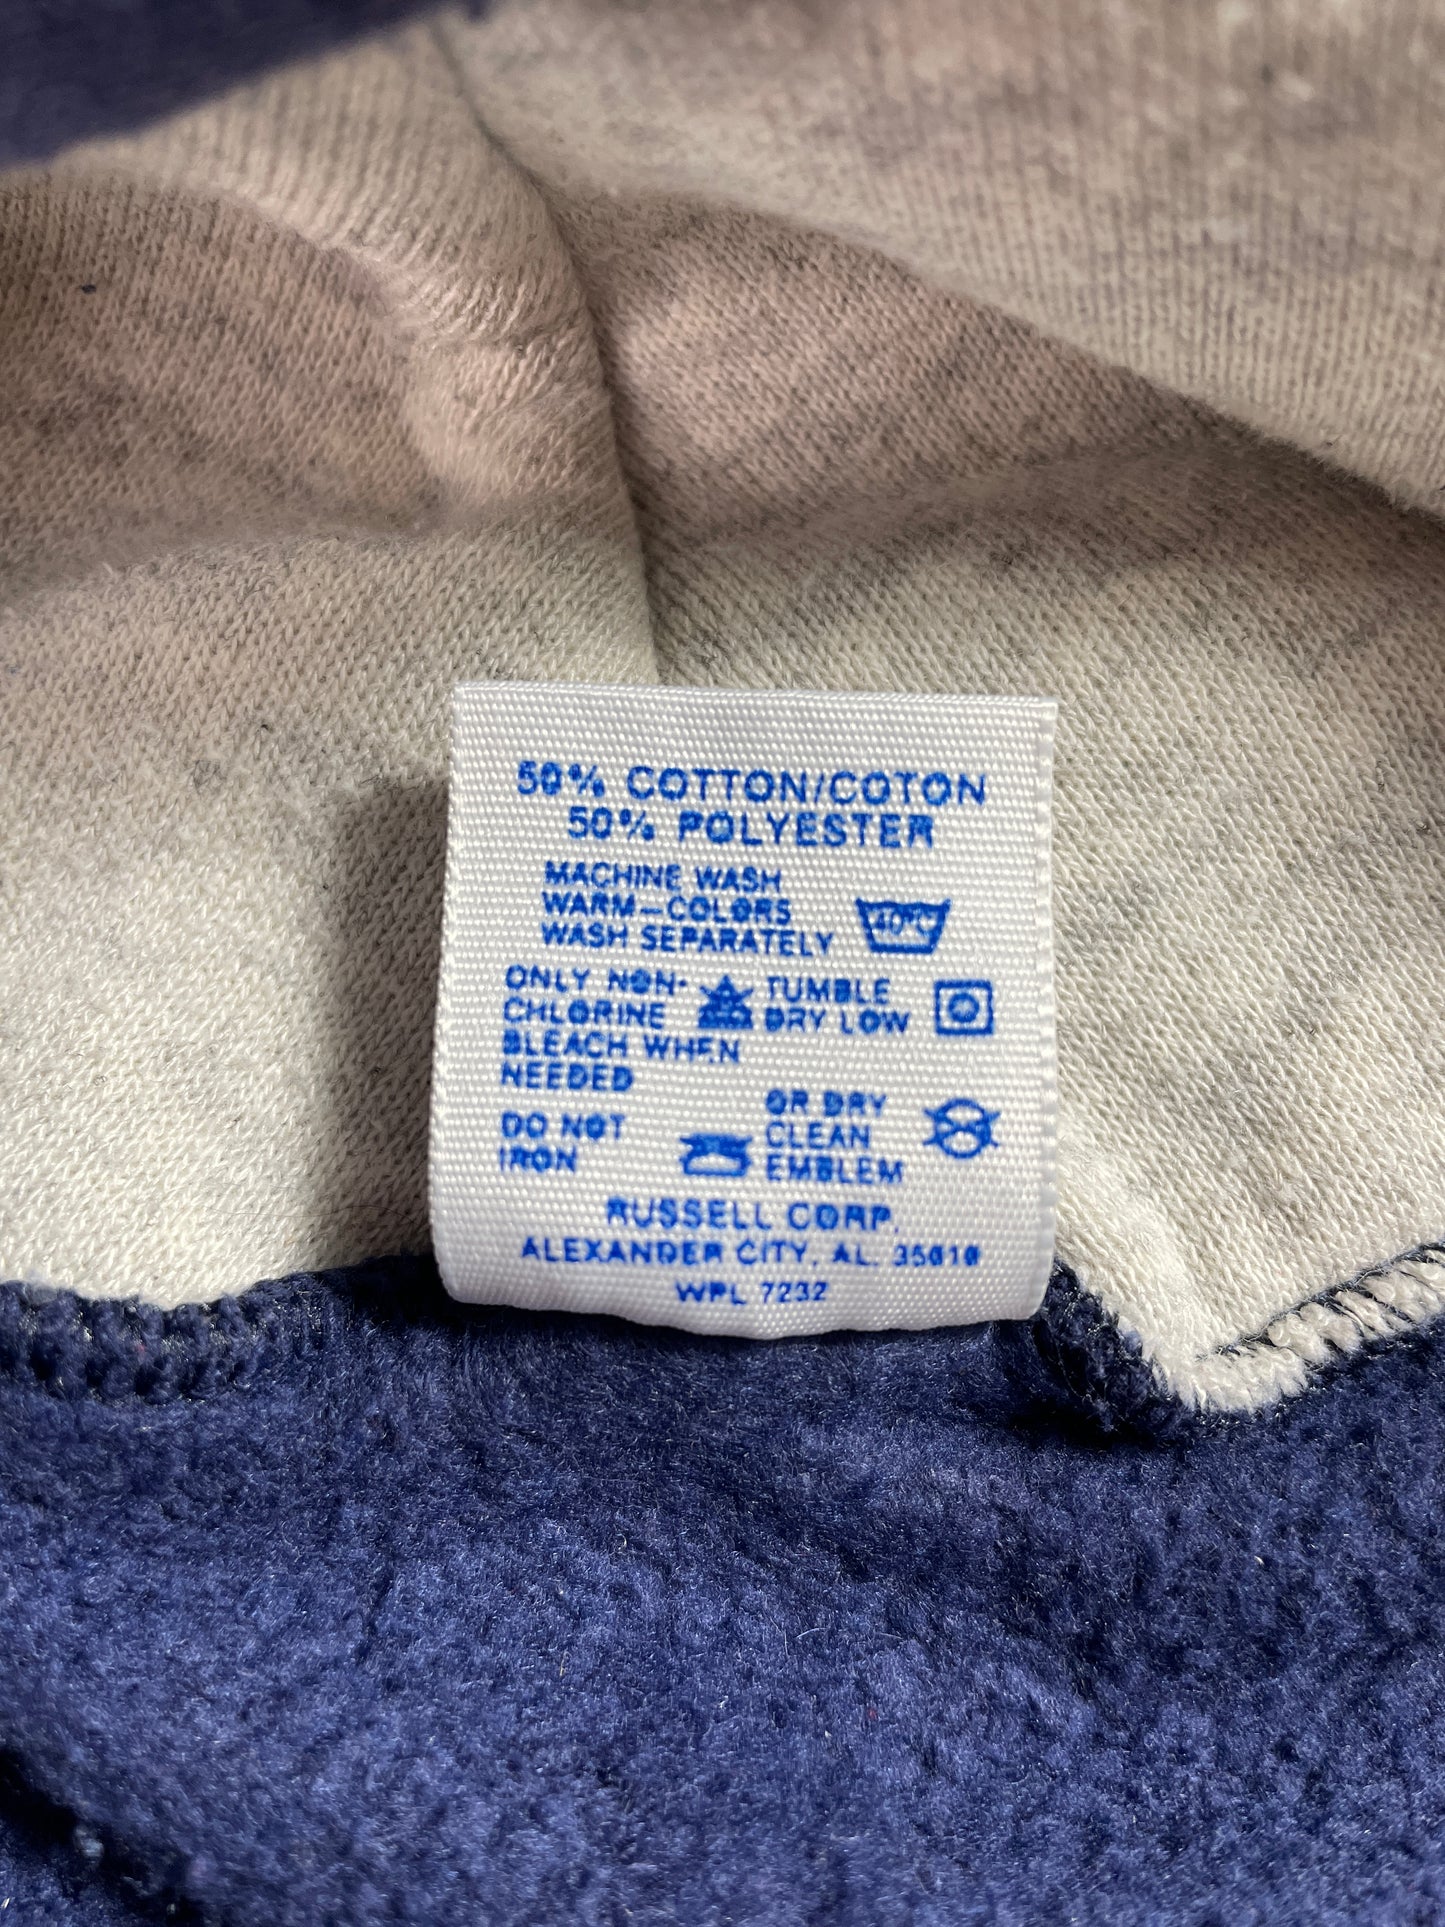 50% COTTON/COTON
50% POLYESTER
MACHINE WASH
WARM-COLORS
WASH SEPARATELY
40°C
ONLY NON-
CHLORINE
BLEACH WHEN
NEEDED
TUMBLE
DRY LOW
DO NOT
IRON
OR DRY
CLEAN
EMBLEM
RUSSELL CORP.
ALEXANDER CITY, AL. 35010
WPL 7232